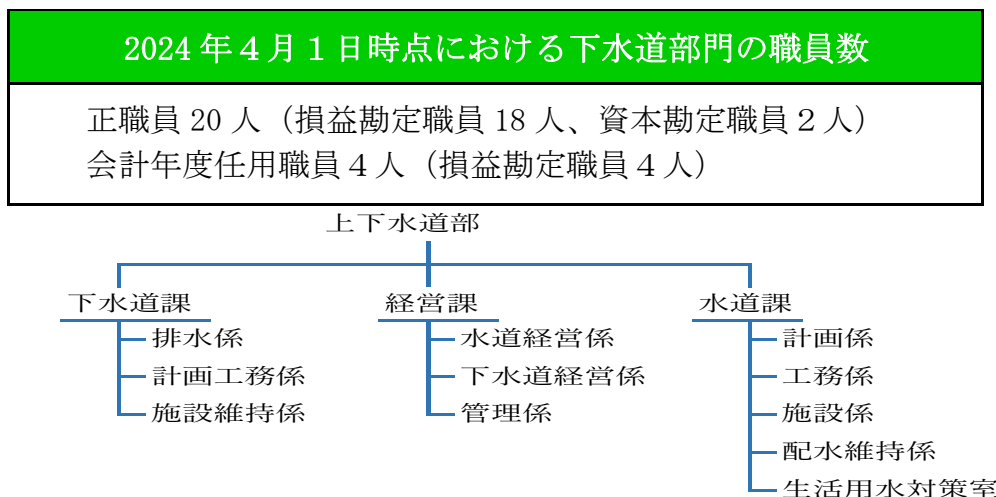 2024 年４月１日時点における下水道部門の職員数
正職員 20 人（損益勘定職員 18 人、資本勘定職員２人）
会計年度任用職員４人（損益勘定職員４人）
上下水道部
下水道課
排水係
計画工務係
施設維持係
経営課
水道経営係
下水道経営係
管理係
水道課
計画係
工務係
施設係
配水維持係
生活用水対策室